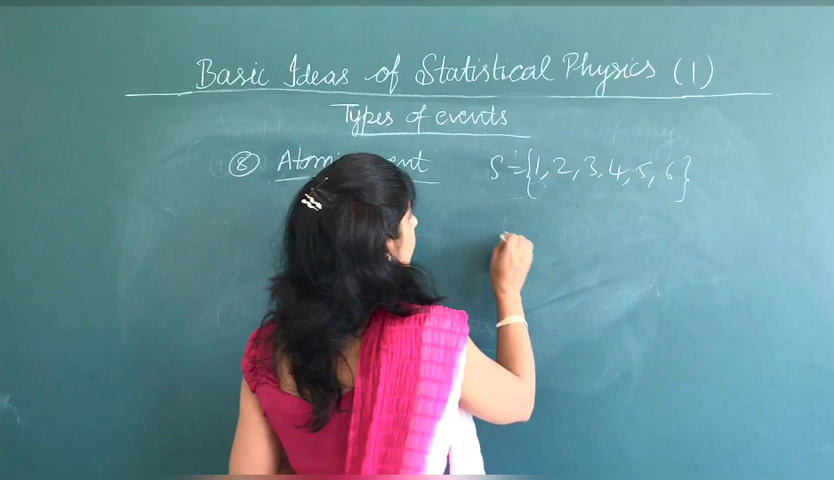 Basic Ideas of Statistical Physics (1)
Types of events
⑧ S = {1, 2, 3, 4, 5, 6}